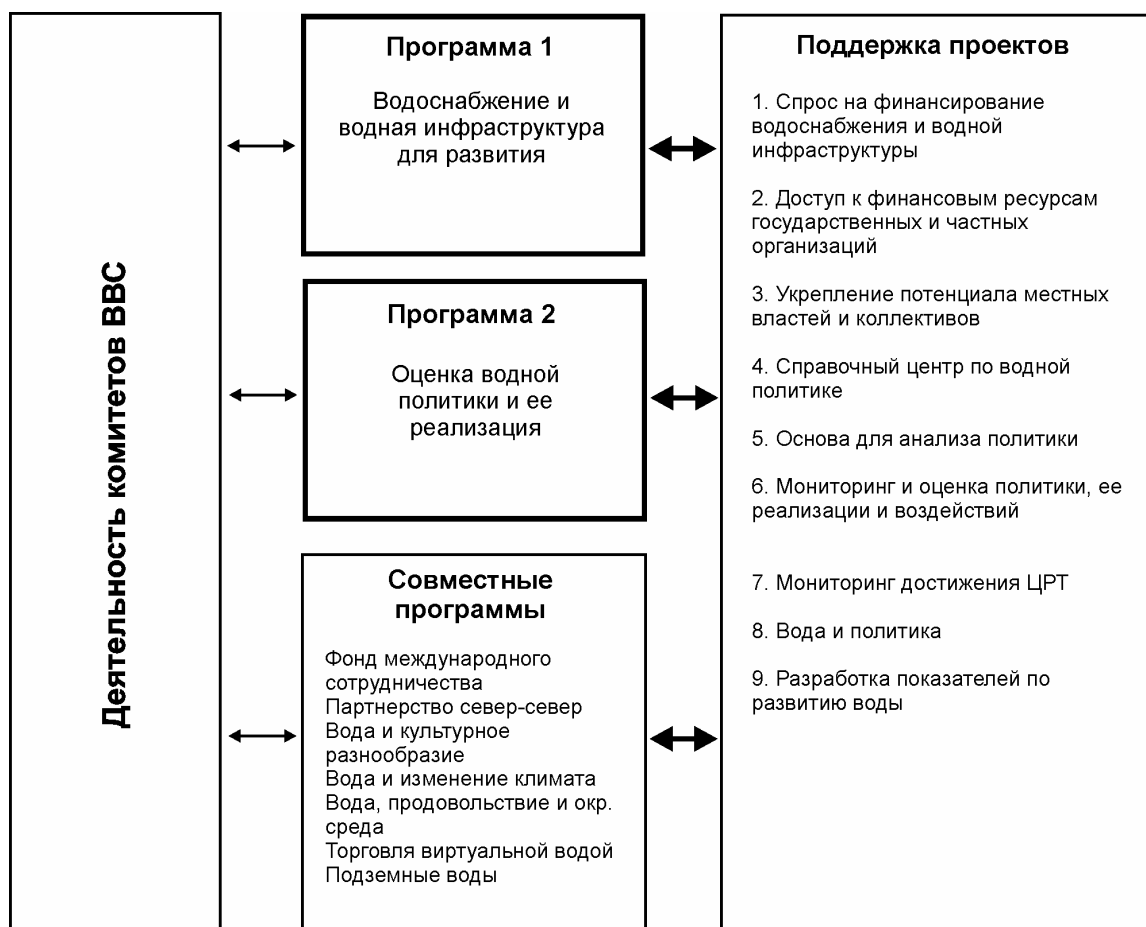 Деятельность комитетов ВВС
Программа 1
Водоснабжение и
водная инфраструктура
для развития
Программа 2
Оценка водной
политики и ее
реализация
Совместные
программы
Фонд международного
сотрудничества
Партнерство север-север
Вода и культурное
разнообразие
Вода и изменение климата
Вода, продовольствие и окр.
среда
Торговля виртуальной водой
Подземные воды
Поддержка проектов
1. Спрос на финансирование
водоснабжения и водной
инфраструктуры
2. Доступ к финансовым ресурсам
государственных и частных
организаций
3. Укрепление потенциала местных
властей и коллективов
4. Справочный центр по водной
политике
5. Основа для анализа политики
6. Мониторинг и оценка политики, ее
реализации и воздействий
7. Мониторинг достижения ЦРТ
8. Вода и политика
9. Разработка показателей по
развитию воды